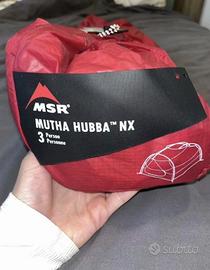 MSR
MUTHA HUBBA™ NX
3 Person
Personne
subito